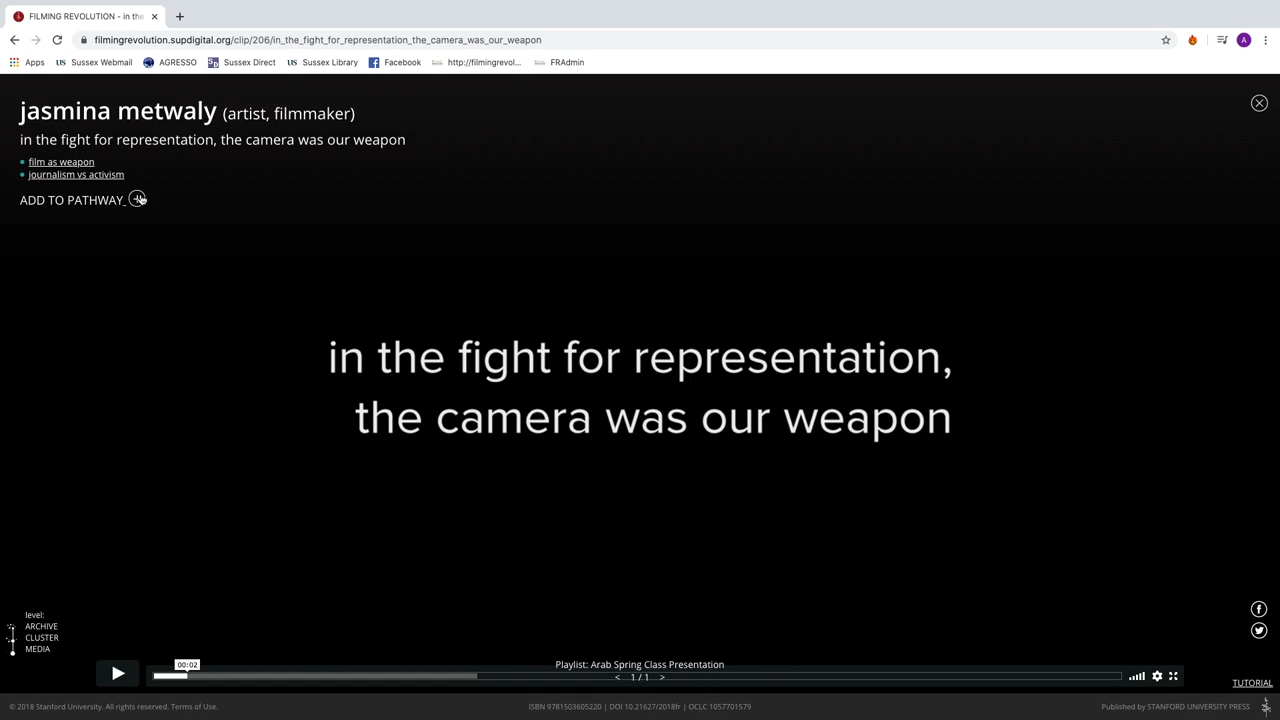 FILMING REVOLUTION - in the
filmingrevolution.supdigital.org/clip/206/in_the_fight_for_representation_the_camera_was_our_weapon
A
Apps
US Sussex Webmail
AGRESSO
SD Sussex Direct
US Sussex Library
Facebook
http://filmingrevol...
FRAdmin
jasmina metwaly (artist, filmmaker)
in the fight for representation, the camera was our weapon
film as weapon
journalism vs activism
ADD TO PATHWAY_
in the fight for representation,
the camera was our weapon
level:
ARCHIVE
CLUSTER
MEDIA
00:02
Playlist: Arab Spring Class Presentation
< 1 / 1 >
TUTORIAL
© 2018 Stanford University. All rights reserved. Terms of Use.
ISBN 9781503605220 | DOI 10.21627/2018fr | OCLC 1057701579
Published by STANFORD UNIVERSITY PRESS